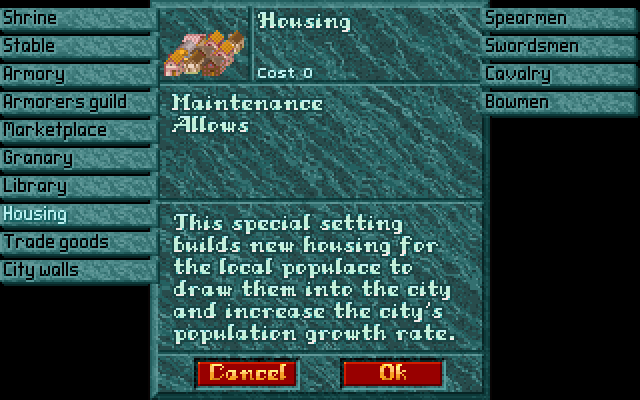 Shrine
Stable
Armory
Armorers guild
Marketplace
Granary
Library
Housing
Trade goods
City walls
Housing
Cost 0
Maintenance
Allows
This special setting
builds new housing for
the local populace to
draw them into the city
and increase the city's
population growth rate.
Cancel
Ok
Spearmen
Swordsmen
Cavalry
Bowmen